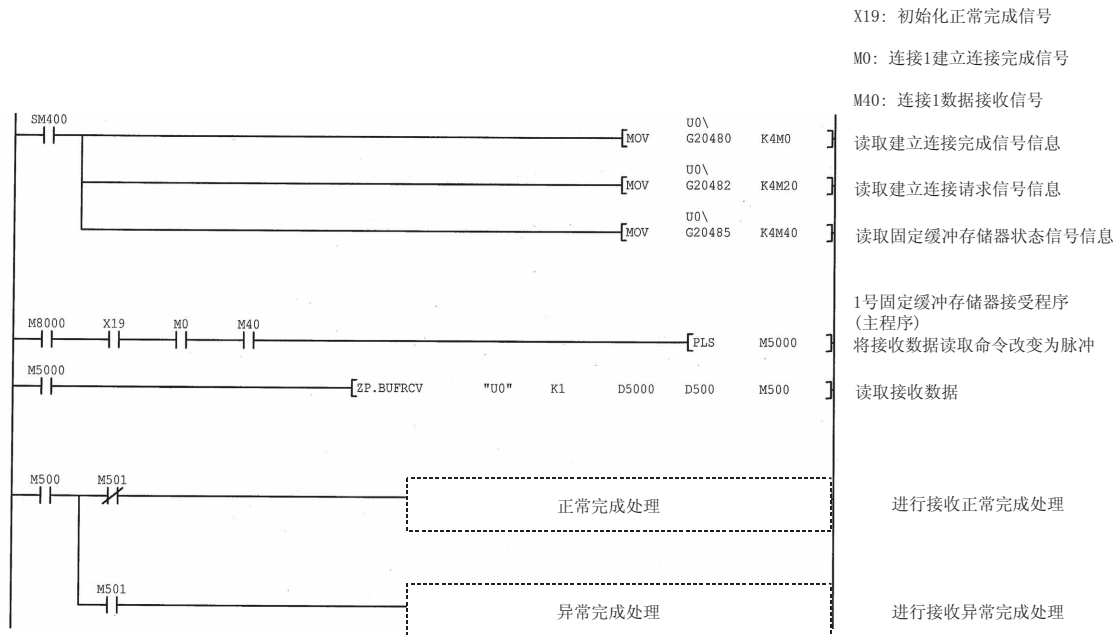 X19: 初始化正常完成信号
M0: 连接1建立连接完成信号
M40: 连接1数据接收信号
SM400
MOV U0\ G20480 K4M0 读取建立连接完成信号信息
MOV U0\ G20482 K4M20 读取建立连接请求信号信息
MOV U0\ G20485 K4M40 读取固定缓冲存储器状态信号信息
1号固定缓冲存储器接受程序
(主程序)
M8000 X19 M0 M40 PLS M5000 将接收数据读取命令改变为脉冲
M5000 ZP.BUFRCV "U0" K1 D5000 D500 M500 读取接收数据
M500 M501 正常完成处理 进行接收正常完成处理
M501 异常完成处理 进行接收异常完成处理